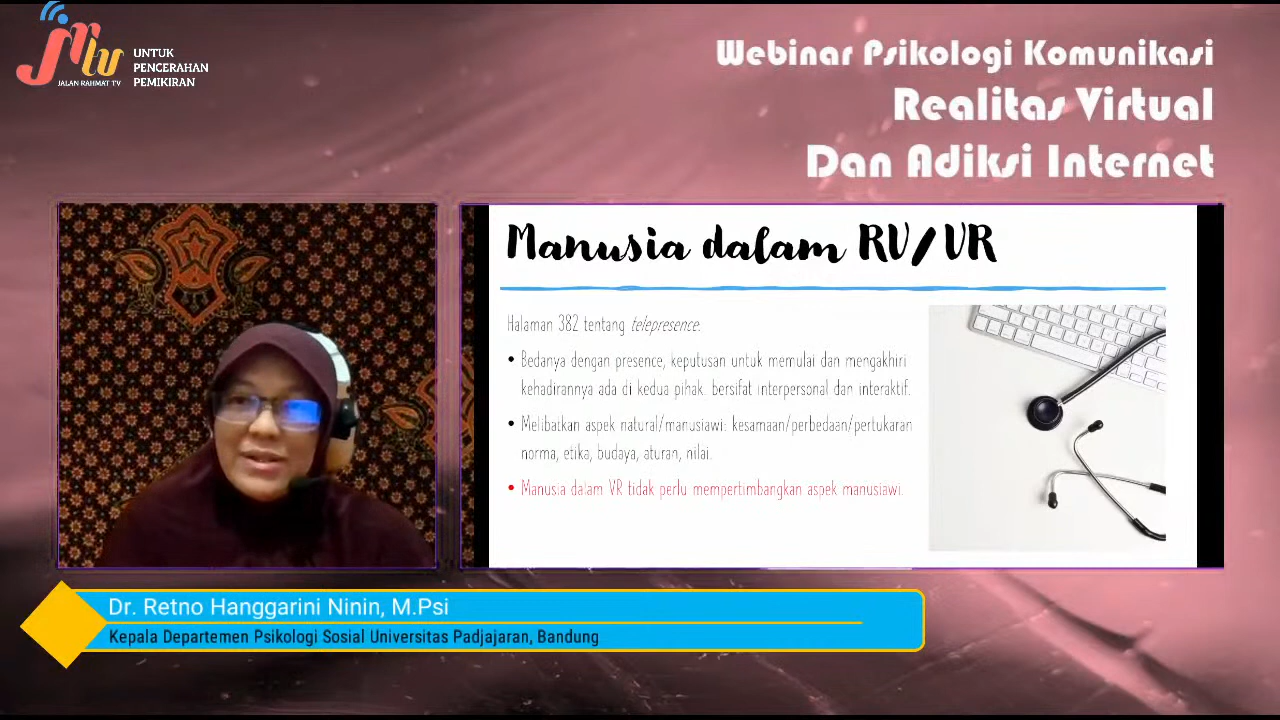 JMTV
JALAN RAHMAT TV
UNTUK
PENCERAHAN
PEMIKIRAN
Webinar Psikologi Komunikasi
Realitas Virtual
Dan Adiksi Internet
Manusia dalam RV/VR
Halaman 382 tentang telepresence.
• Bedanya dengan presence, keputusan untuk memulai dan mengakhiri
kehadirannya ada di kedua pihak. bersifat interpersonal dan interaktif.
• Melibatkan aspek natural/manusiawi: kesamaan/perbedaan/pertukaran
norma, etika, budaya, aturan, nilai.
• Manusia dalam VR tidak perlu mempertimbangkan aspek manusiawi.
Dr. Retno Hanggarini Ninin, M.Psi
Kepala Departemen Psikologi Sosial Universitas Padjajaran, Bandung